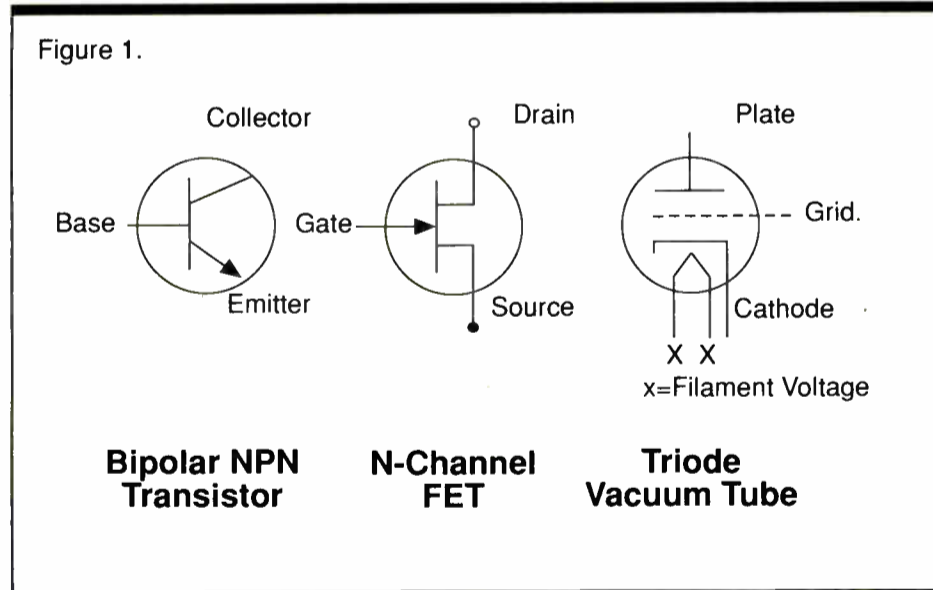 Figure 1.
Collector
Base
Emitter
Drain
Gate
Source
Plate
Grid.
Cathode
X X
x=Filament Voltage
Bipolar NPN
Transistor
N-Channel
FET
Triode
Vacuum Tube